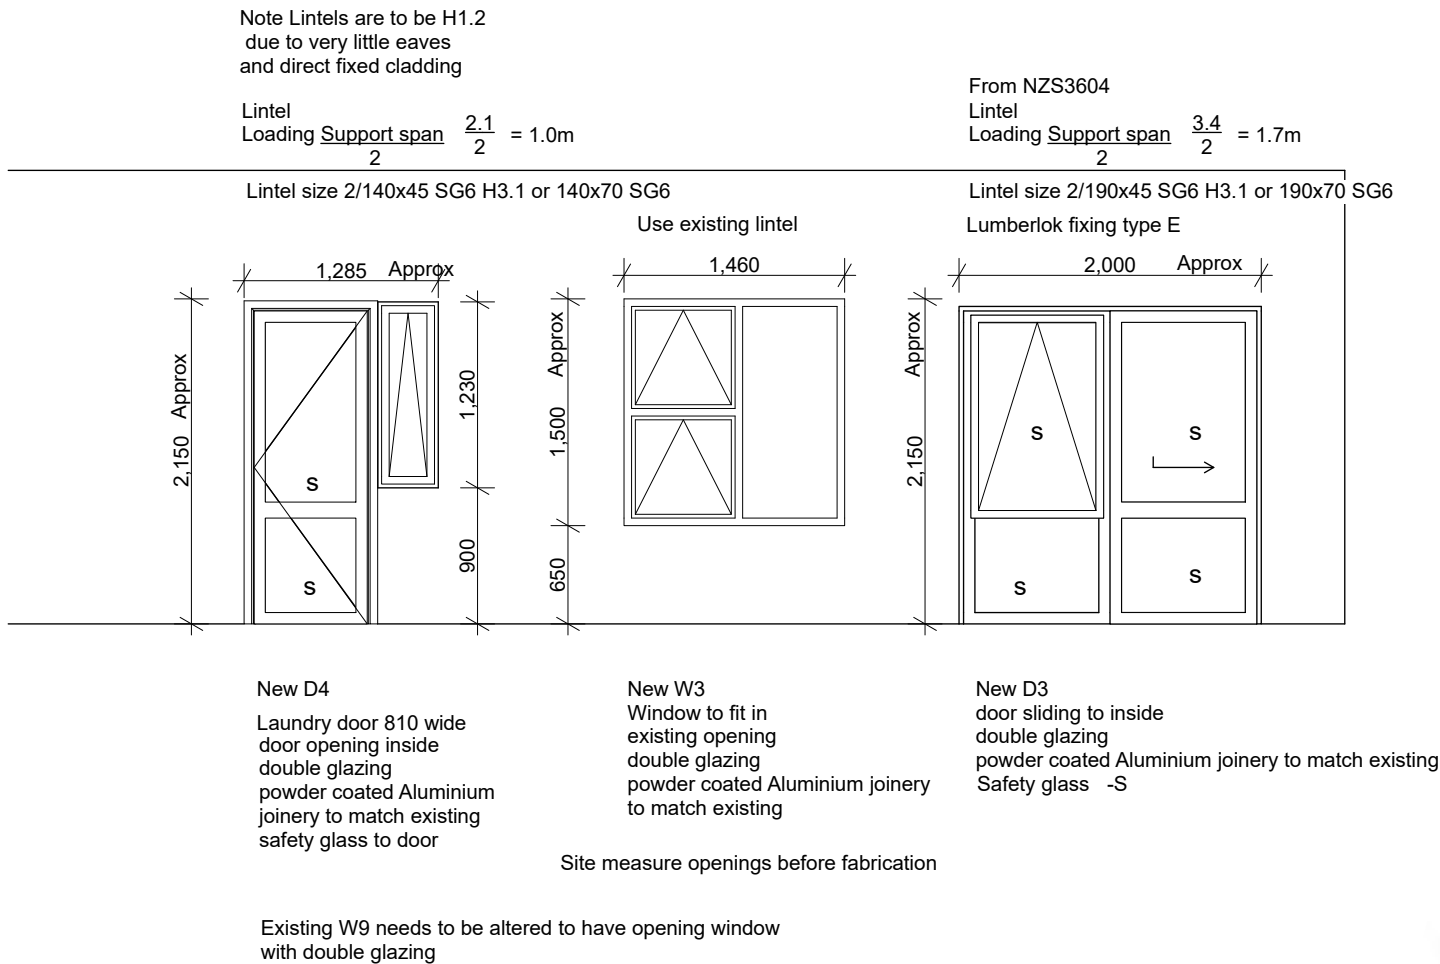 Note Lintels are to be H1.2
due to very little eaves
and direct fixed cladding
Lintel
Loading Support span 2.1 = 1.0m
2 2
From NZS3604
Lintel
Loading Support span 3.4 = 1.7m
2 2
Lintel size 2/140x45 SG6 H3.1 or 140x70 SG6
Lintel size 2/190x45 SG6 H3.1 or 190x70 SG6
Use existing lintel
Lumberlok fixing type E
1,285 Approx
1,460
2,000 Approx
2,150 Approx
1,230
900
1,500 Approx
650
2,150 Approx
S
S
S
S
S
S
New D4
Laundry door 810 wide
door opening inside
double glazing
powder coated Aluminium
joinery to match existing
safety glass to door
New W3
Window to fit in
existing opening
double glazing
powder coated Aluminium joinery
to match existing
New D3
door sliding to inside
double glazing
powder coated Aluminium joinery to match existing
Safety glass -S
Site measure openings before fabrication
Existing W9 needs to be altered to have opening window
with double glazing